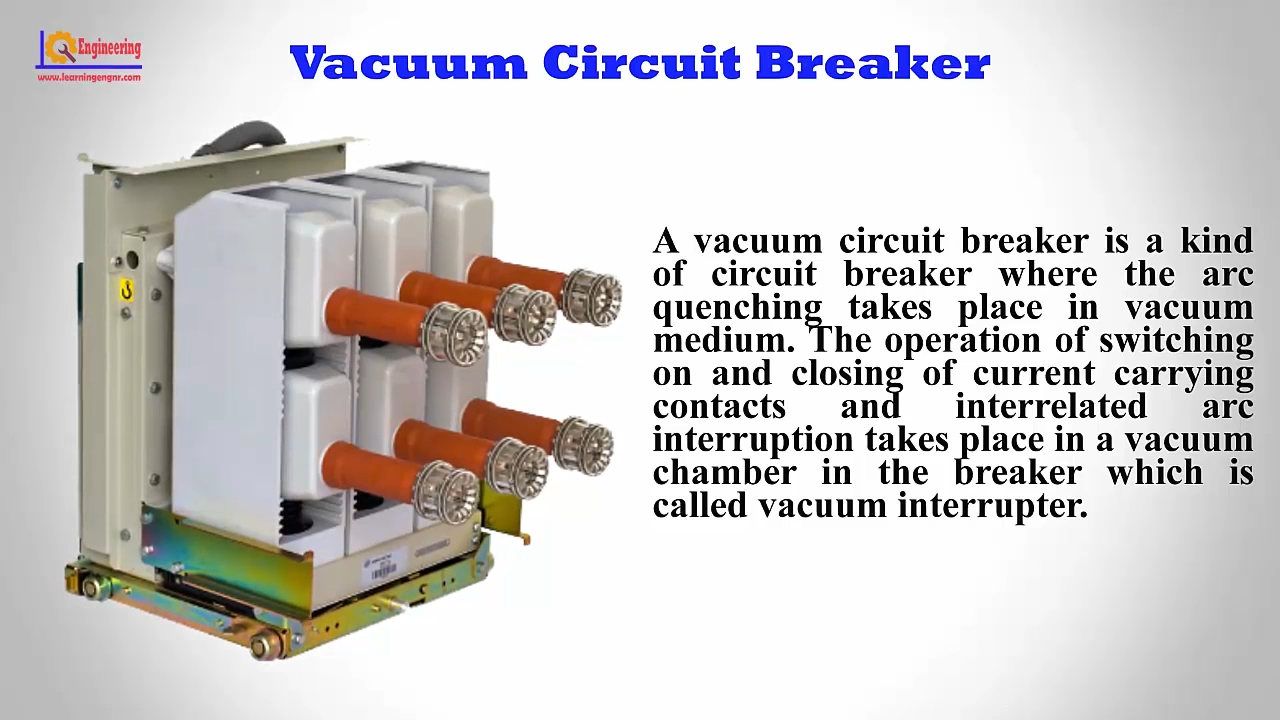 Engineering
www.learningengnr.com
Vacuum Circuit Breaker
A vacuum circuit breaker is a kind
of circuit breaker where the arc
quenching takes place in vacuum
medium. The operation of switching
on and closing of current carrying
contacts and interrelated arc
interruption takes place in a vacuum
chamber in the breaker which is
called vacuum interrupter.